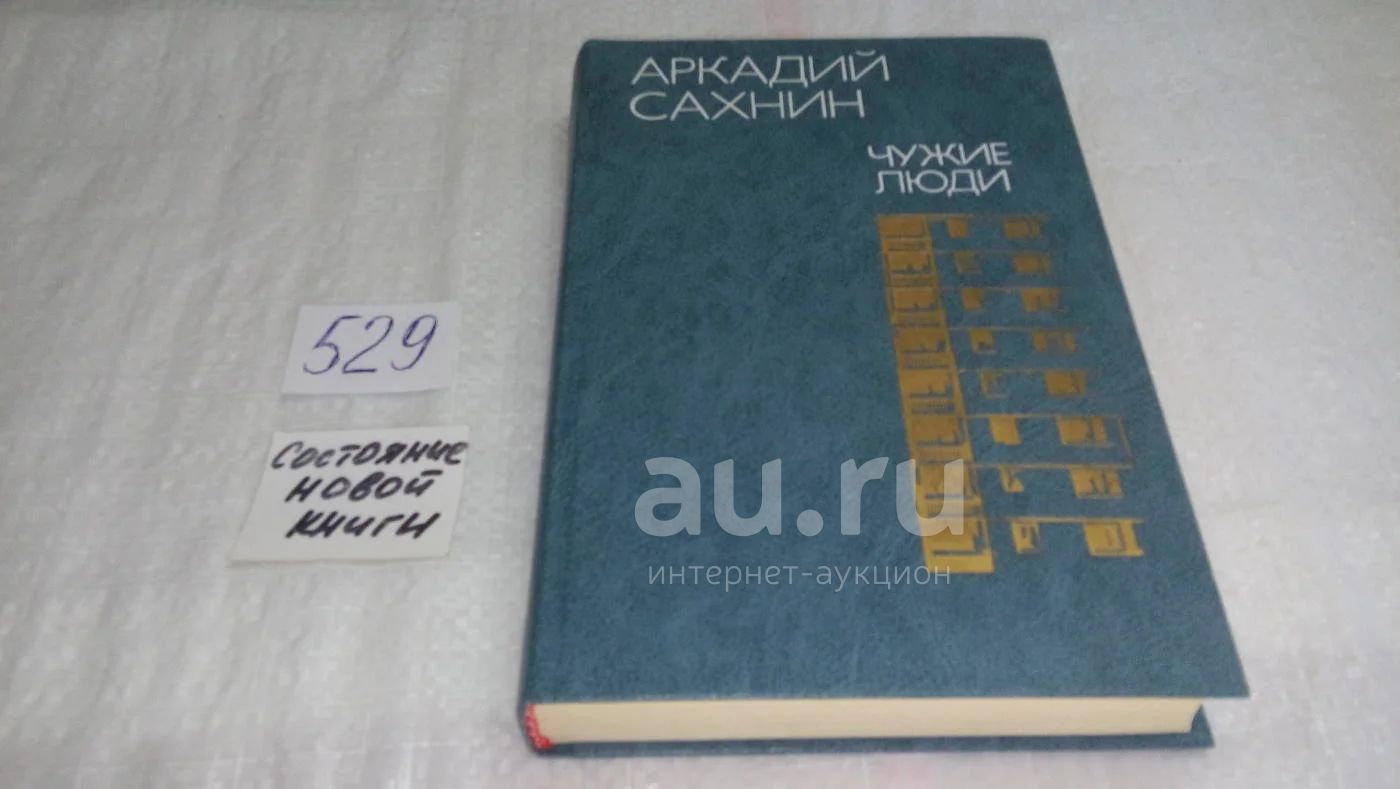 АРКАДИЙ
САХНИН
ЧУЖИЕ
ЛЮДИ
529
СОСТОЯНИЕ
НОВОЙ
КНИГИ
au.ru
интернет-аукцион